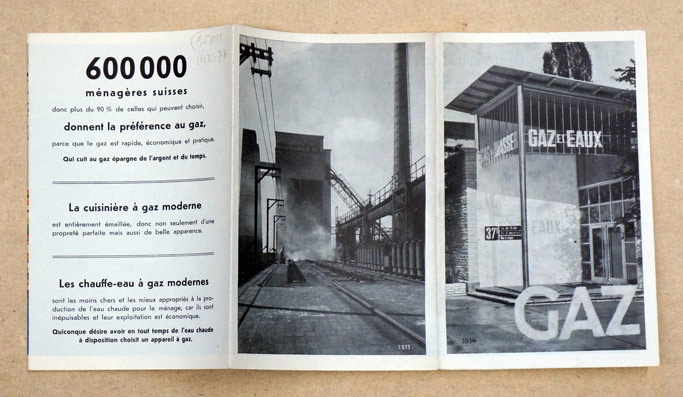 600 000
ménagères suisses
donc plus du 90 % de celles qui peuvent choisir,
donnent la préférence au gaz,
parce que le gaz est rapide, économique et pratique.
Qui cuit au gaz épargne de l'argent et du temps.
La cuisinière à gaz moderne
est entièrement émaillée, donc non seulement d'une
propreté parfaite mais aussi de belle apparence.
Les chauffe-eau à gaz modernes
sont les moins chers et les mieux appropriés à la pro-
duction de l'eau chaude pour le ménage, car ils sont
inépuisables et leur exploitation est économique.
Quiconque désire avoir en tout temps de l'eau chaude
à disposition choisit un appareil à gaz.
1511
GAZ ET EAUX
EAUX
37
GAZ
1514